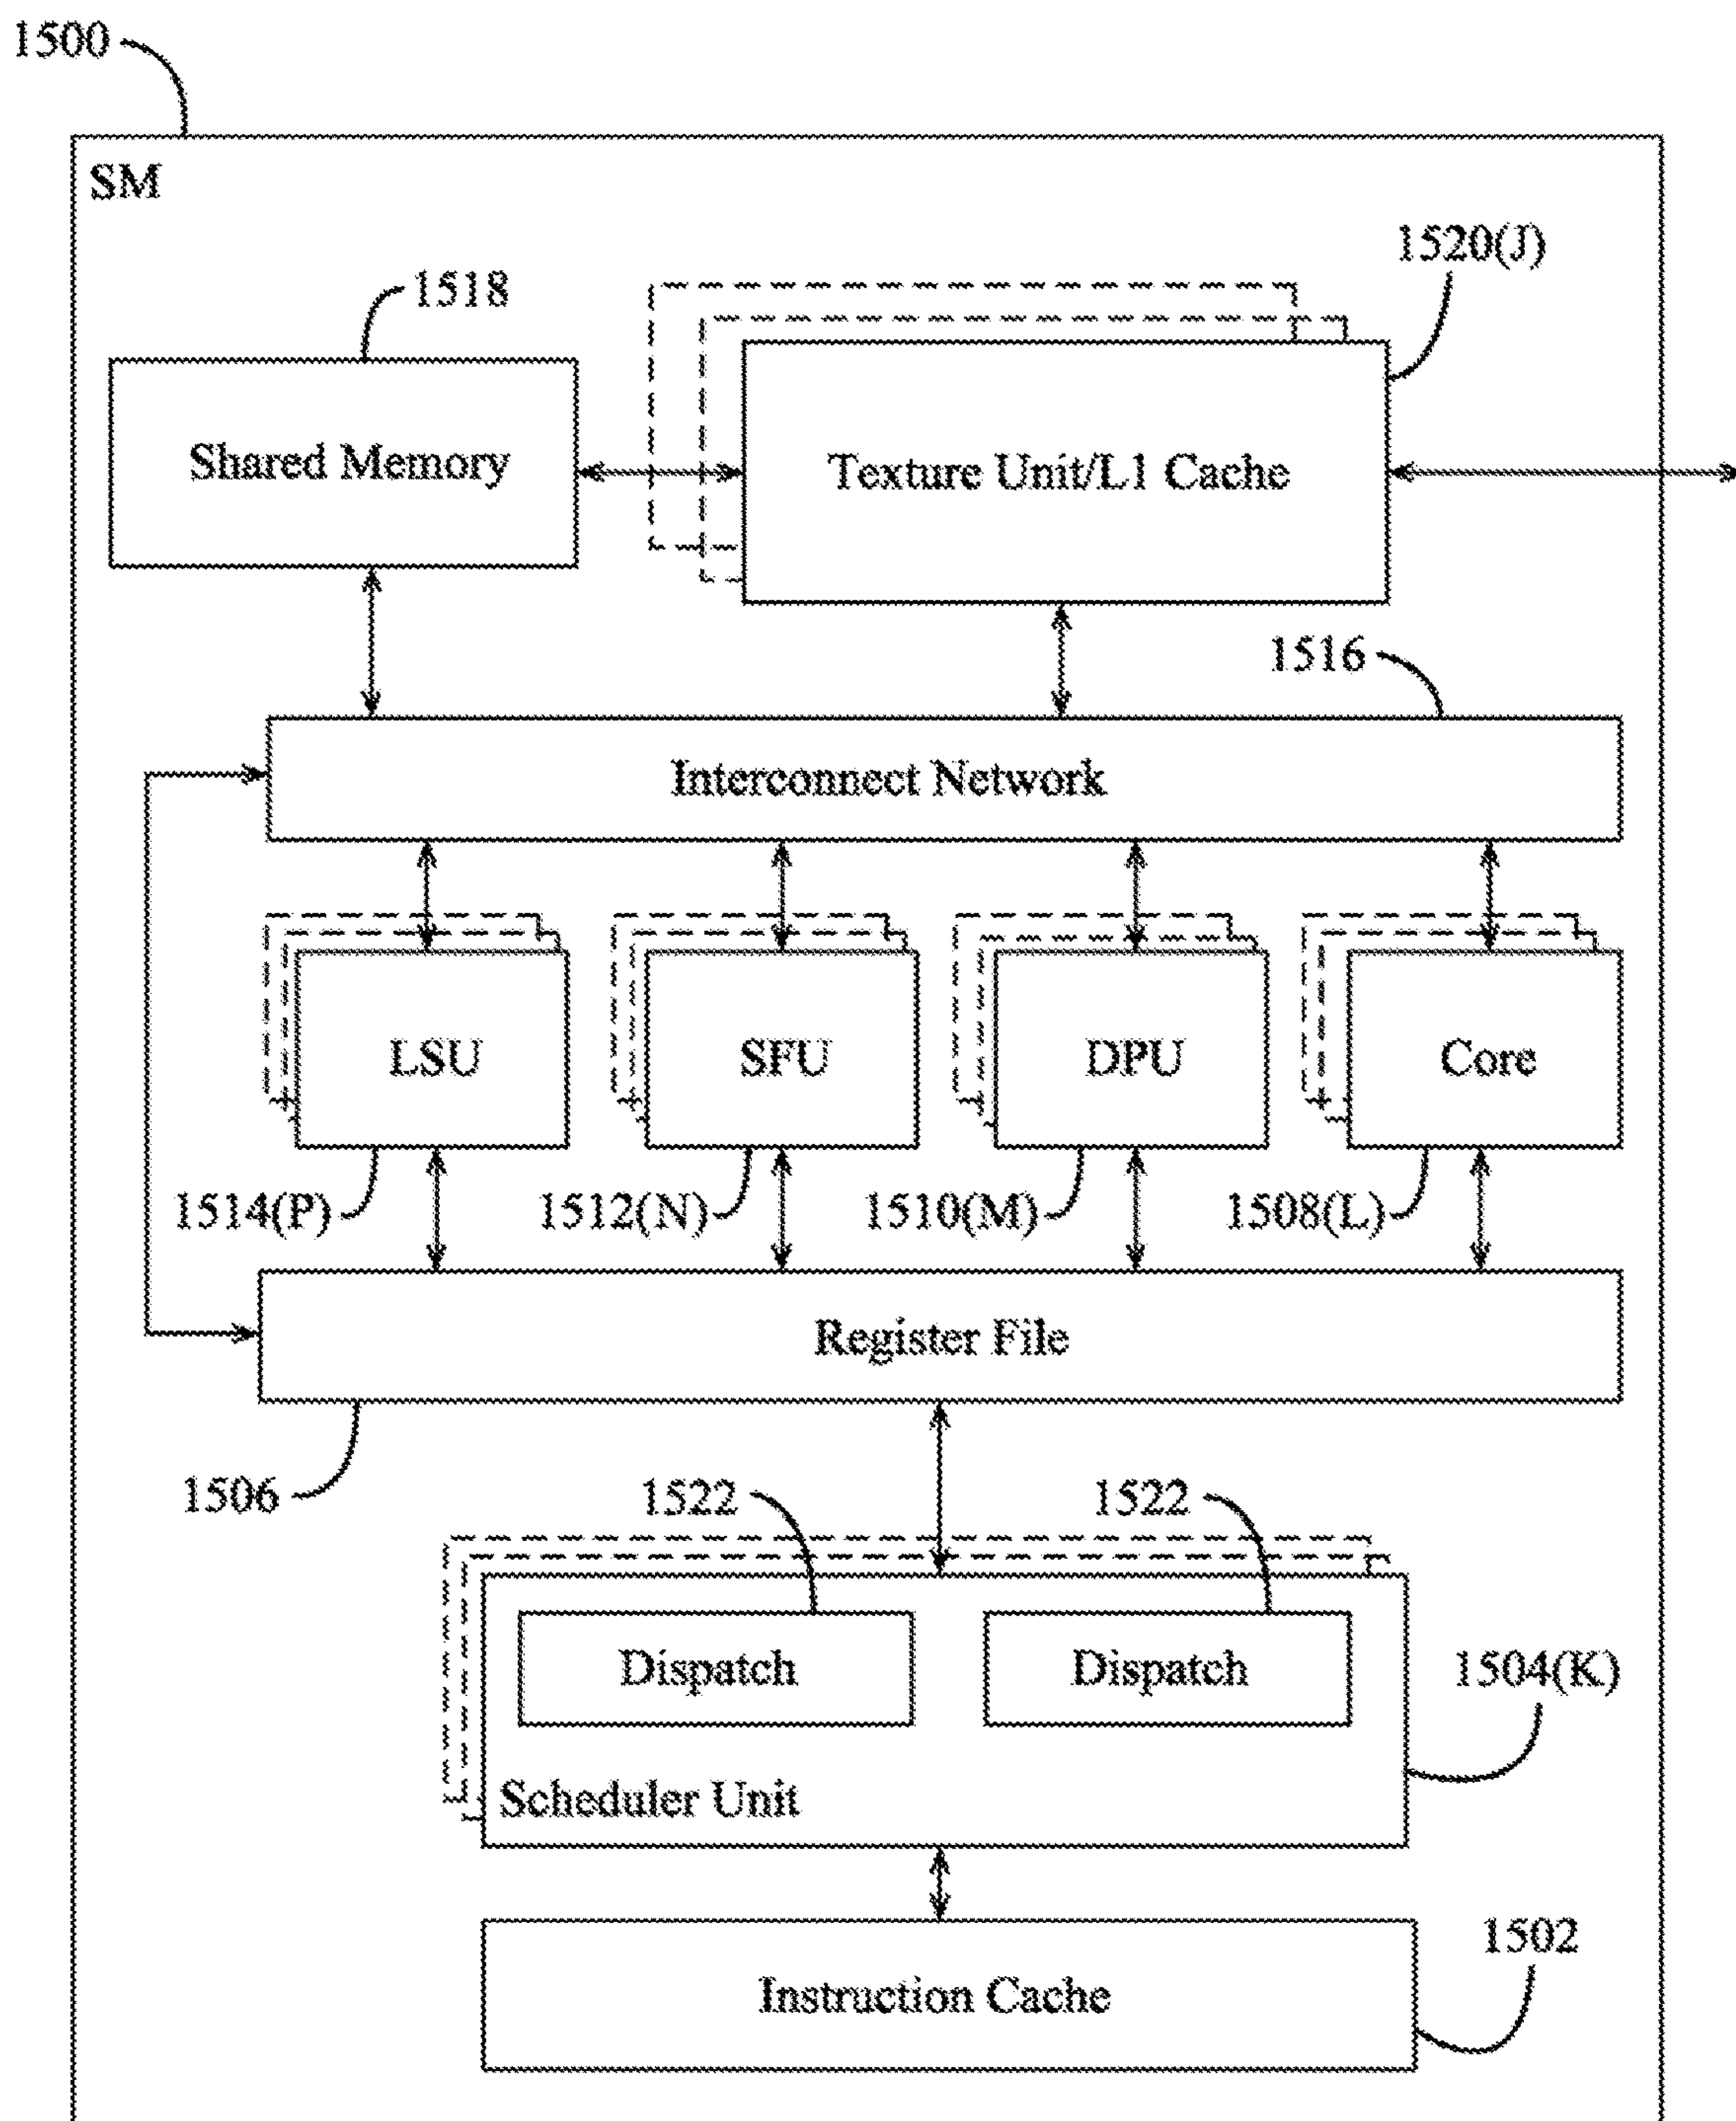 1500
SM
1520(J)
1518
Shared Memory
Texture Unit/L1 Cache
1516
Interconnect Network
LSU
SFU
DPU
Core
1514(P)
1512(N)
1510(M)
1508(L)
Register File
1506
1522
1522
Dispatch
Dispatch
1504(K)
Scheduler Unit
1502
Instruction Cache